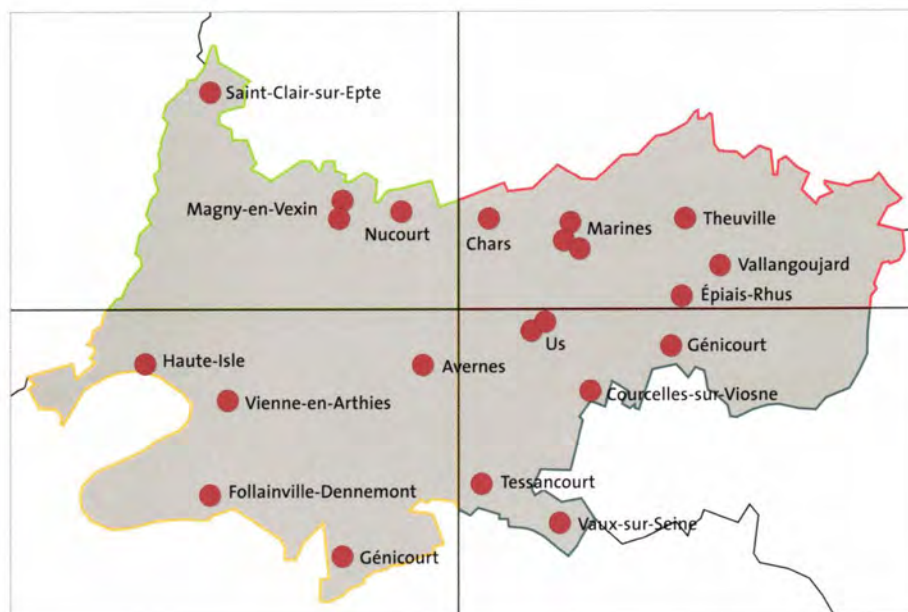 Saint-Clair-sur-Epte
Magny-en-Vexin
Nucourt
Chars
Marines
Theuville
Vallangoujard
Épiais-Rhus
Us
Génicourt
Haute-Isle
Avernes
Vienne-en-Arthies
Courcelles-sur-Viosne
Follainville-Dennemont
Tessancourt
Vaux-sur-Seine
Génicourt